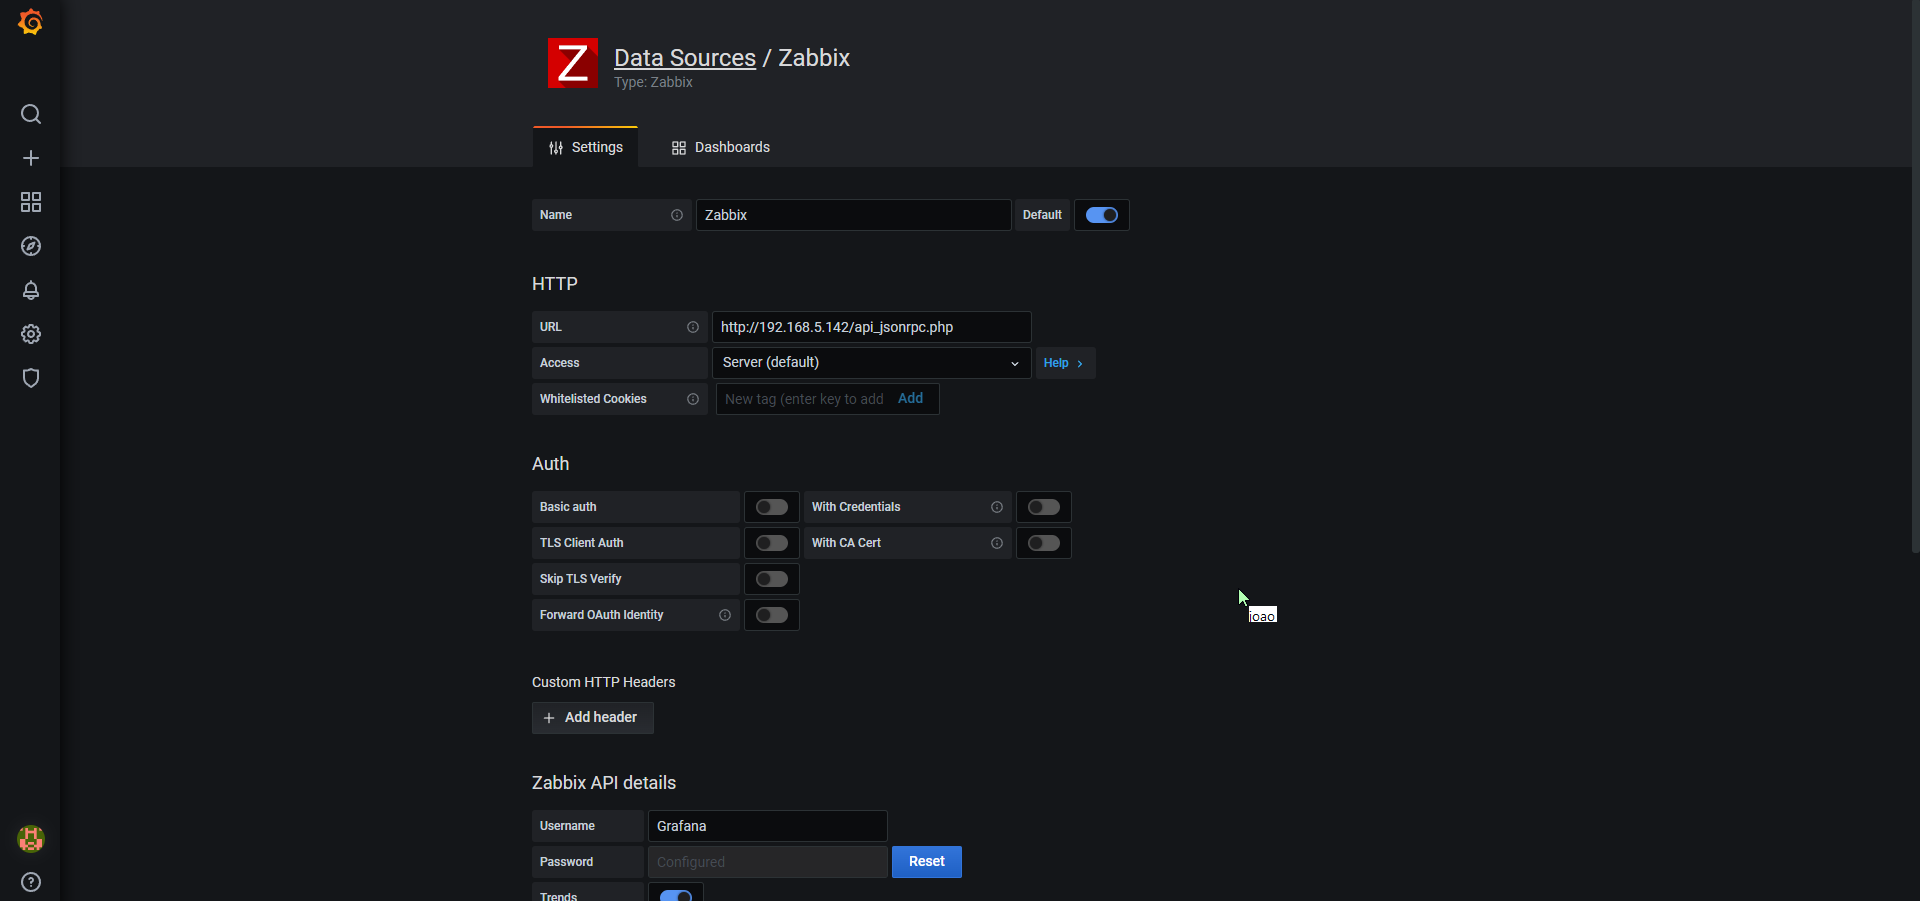 Z
Data Sources / Zabbix
Type: Zabbix
Settings
Dashboards
Name
Zabbix
Default
HTTP
URL
http://192.168.5.142/api_jsonrpc.php
Access
Server (default)
Help
Whitelisted Cookies
New tag (enter key to add
Add
Auth
Basic auth
With Credentials
TLS Client Auth
With CA Cert
Skip TLS Verify
Forward OAuth Identity
joao
Custom HTTP Headers
Add header
Zabbix API details
Username
Grafana
Password
Configured
Reset
Trends